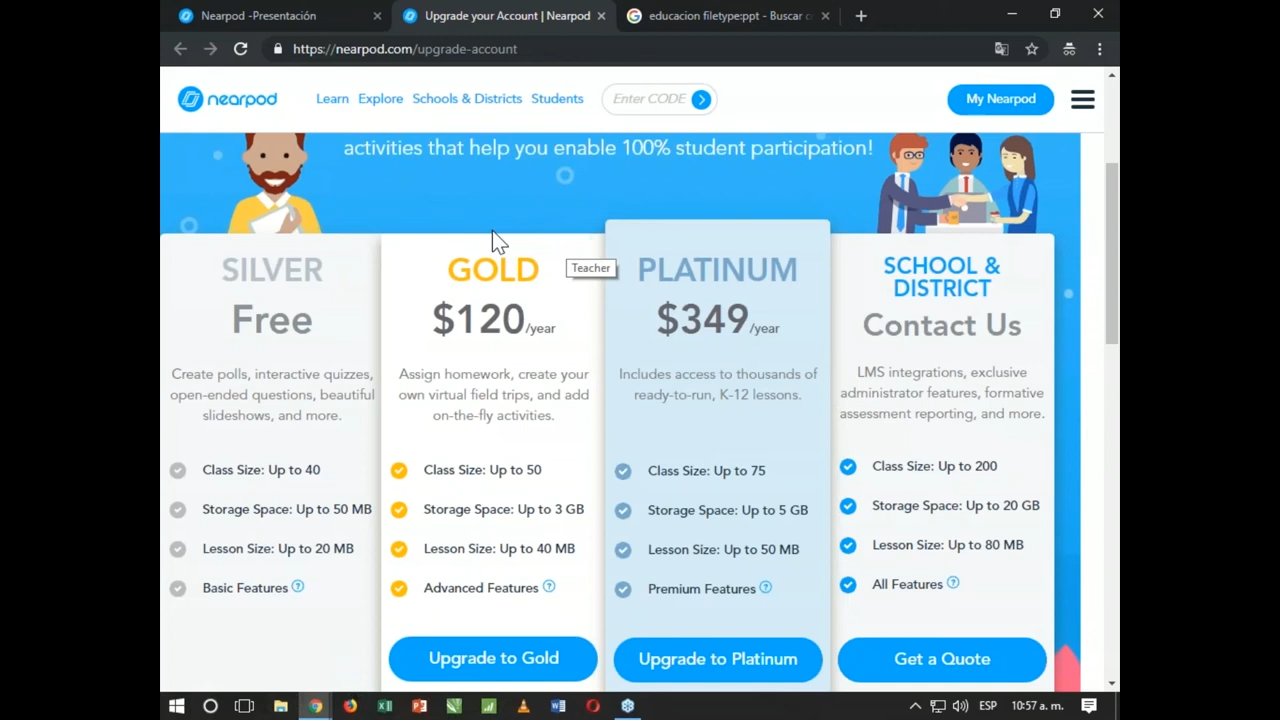 Nearpod -Presentación
Upgrade your Account | Nearpod
educacion filetype:ppt - Buscar c
https://nearpod.com/upgrade-account
nearpod
Learn
Explore
Schools & Districts
Students
Enter CODE
My Nearpod
activities that help you enable 100% student participation!
Teacher
SILVER
Free
Create polls, interactive quizzes,
open-ended questions, beautiful
slideshows, and more.
Class Size: Up to 40
Storage Space: Up to 50 MB
Lesson Size: Up to 20 MB
Basic Features ?
GOLD
$120/year
Assign homework, create your
own virtual field trips, and add
on-the-fly activities.
Class Size: Up to 50
Storage Space: Up to 3 GB
Lesson Size: Up to 40 MB
Advanced Features ?
Upgrade to Gold
PLATINUM
$349/year
Includes access to thousands of
ready-to-run, K-12 lessons.
Class Size: Up to 75
Storage Space: Up to 5 GB
Lesson Size: Up to 50 MB
Premium Features ?
Upgrade to Platinum
SCHOOL &
DISTRICT
Contact Us
LMS integrations, exclusive
administrator features, formative
assessment reporting, and more.
Class Size: Up to 200
Storage Space: Up to 20 GB
Lesson Size: Up to 80 MB
All Features ?
Get a Quote
ESP
10:57 a. m.